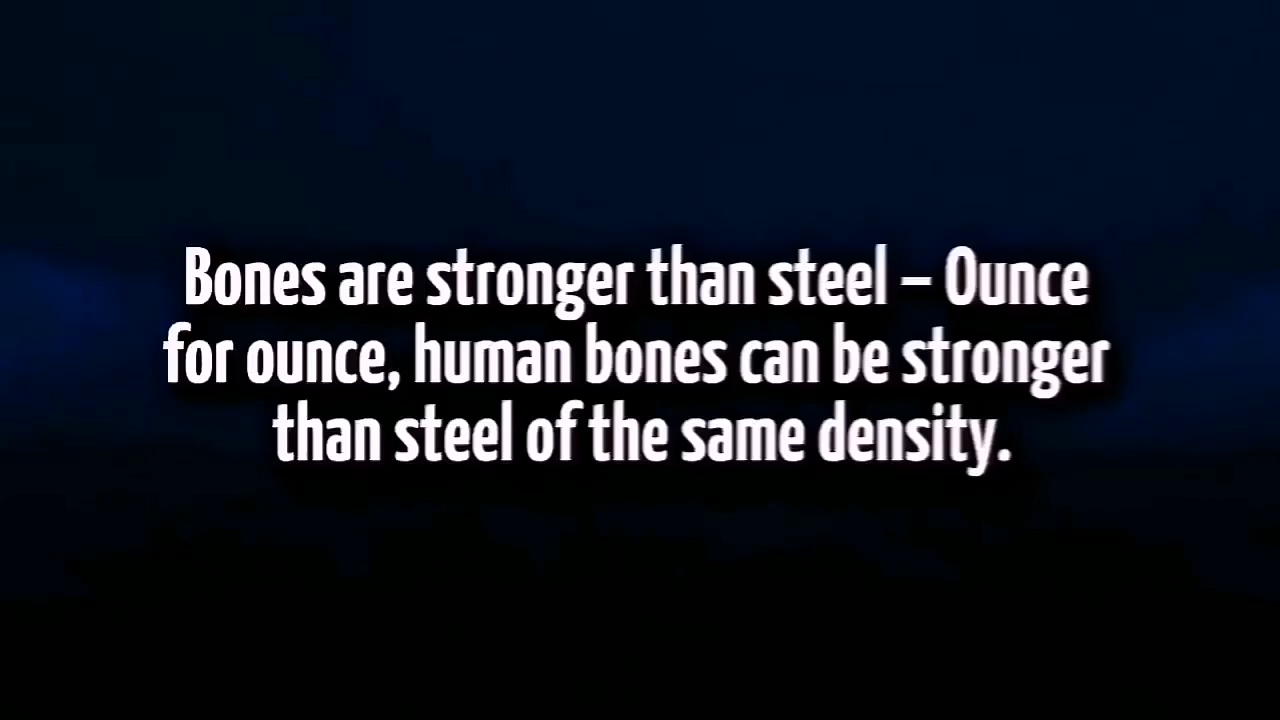 Bones are stronger than steel – Ounce
for ounce, human bones can be stronger
than steel of the same density.